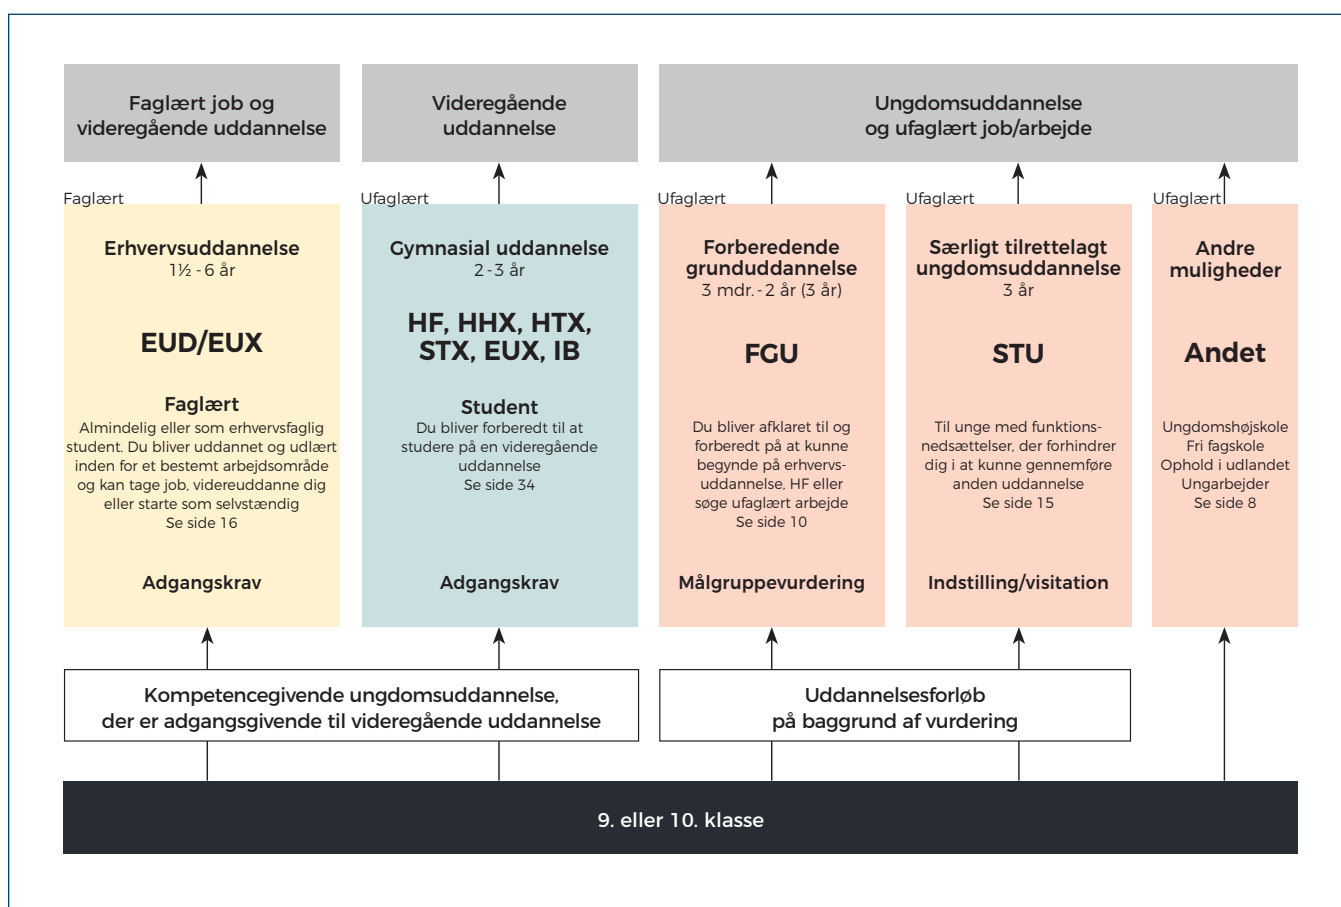 Faglært job og
videregående uddannelse
Videregående
uddannelse
Ungdomsuddannelse
og ufaglært job/arbejde
Faglært
Erhvervsuddannelse
1½ - 6 år
EUD/EUX
Faglært
Almindelig eller som erhvervsfaglig
student. Du bliver uddannet og udlært
inden for et bestemt arbejdsområde
og kan tage job, videreuddanne dig
eller starte som selvstændig
Se side 16
Adgangskrav
Ufaglært
Gymnasial uddannelse
2 - 3 år
HF, HHX, HTX,
STX, EUX, IB
Student
Du bliver forberedt til at
studere på en videregående
uddannelse
Se side 34
Adgangskrav
Ufaglært
Forberedende
grunduddannelse
3 mdr. - 2 år (3 år)
FGU
Du bliver afklaret til og
forberedt på at kunne
begynde på erhvervs-
uddannelse, HF eller
søge ufaglært arbejde
Se side 10
Målgruppevurdering
Ufaglært
Særligt tilrettelagt
ungdomsuddannelse
3 år
STU
Til unge med funktions-
nedsættelser, der forhindrer
dig i at kunne gennemføre
anden uddannelse
Se side 15
Indstilling/visitation
Ufaglært
Andre
muligheder
Andet
Ungdomshøjskole
Fri fagskole
Ophold i udlandet
Ungarbejder
Se side 8
Kompetencegivende ungdomsuddannelse,
der er adgangsgivende til videregående uddannelse
Uddannelsesforløb
på baggrund af vurdering
9. eller 10. klasse